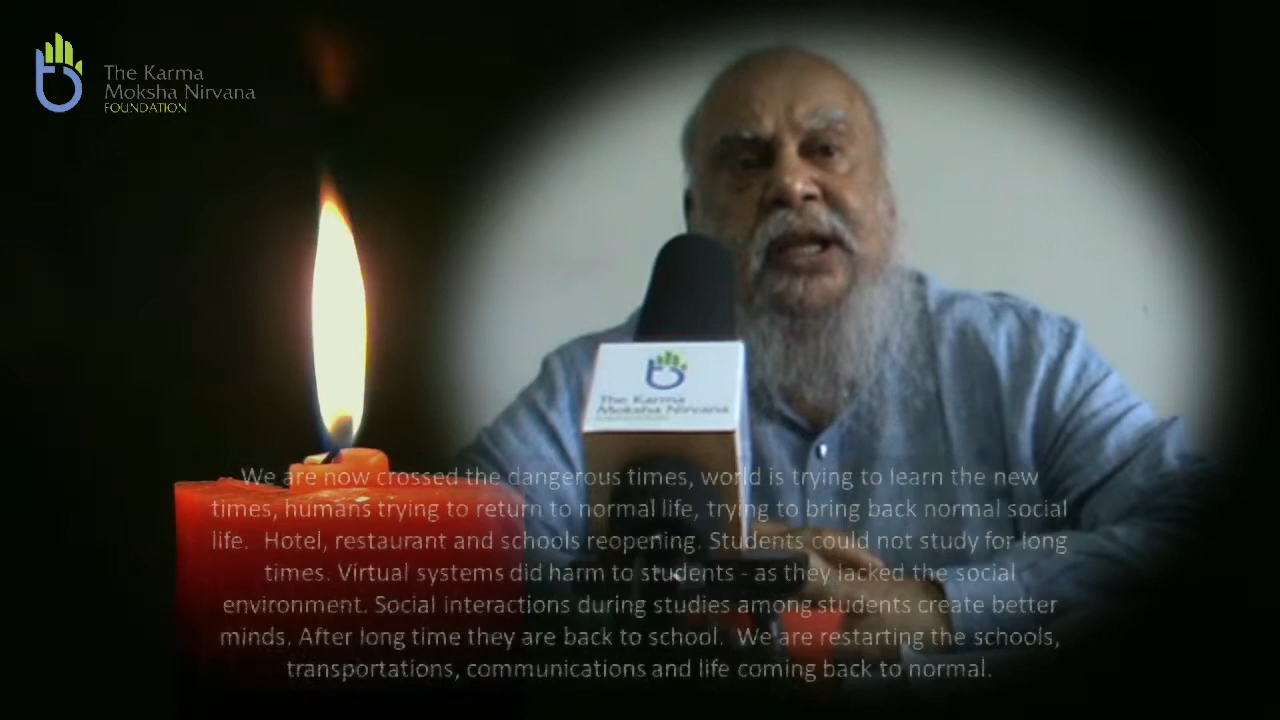 The Karma
Moksha Nirvana
FOUNDATION
The Karma
Moksha Nirvana
We are now crossed the dangerous times, world is trying to learn the new
times, humans trying to return to normal life, trying to bring back normal social
life.  Hotel, restaurant and schools reopening. Students could not study for long
times. Virtual systems did harm to students - as they lacked the social
environment. Social interactions during studies among students create better
minds. After long time they are back to school.  We are restarting the schools,
transportations, communications and life coming back to normal.